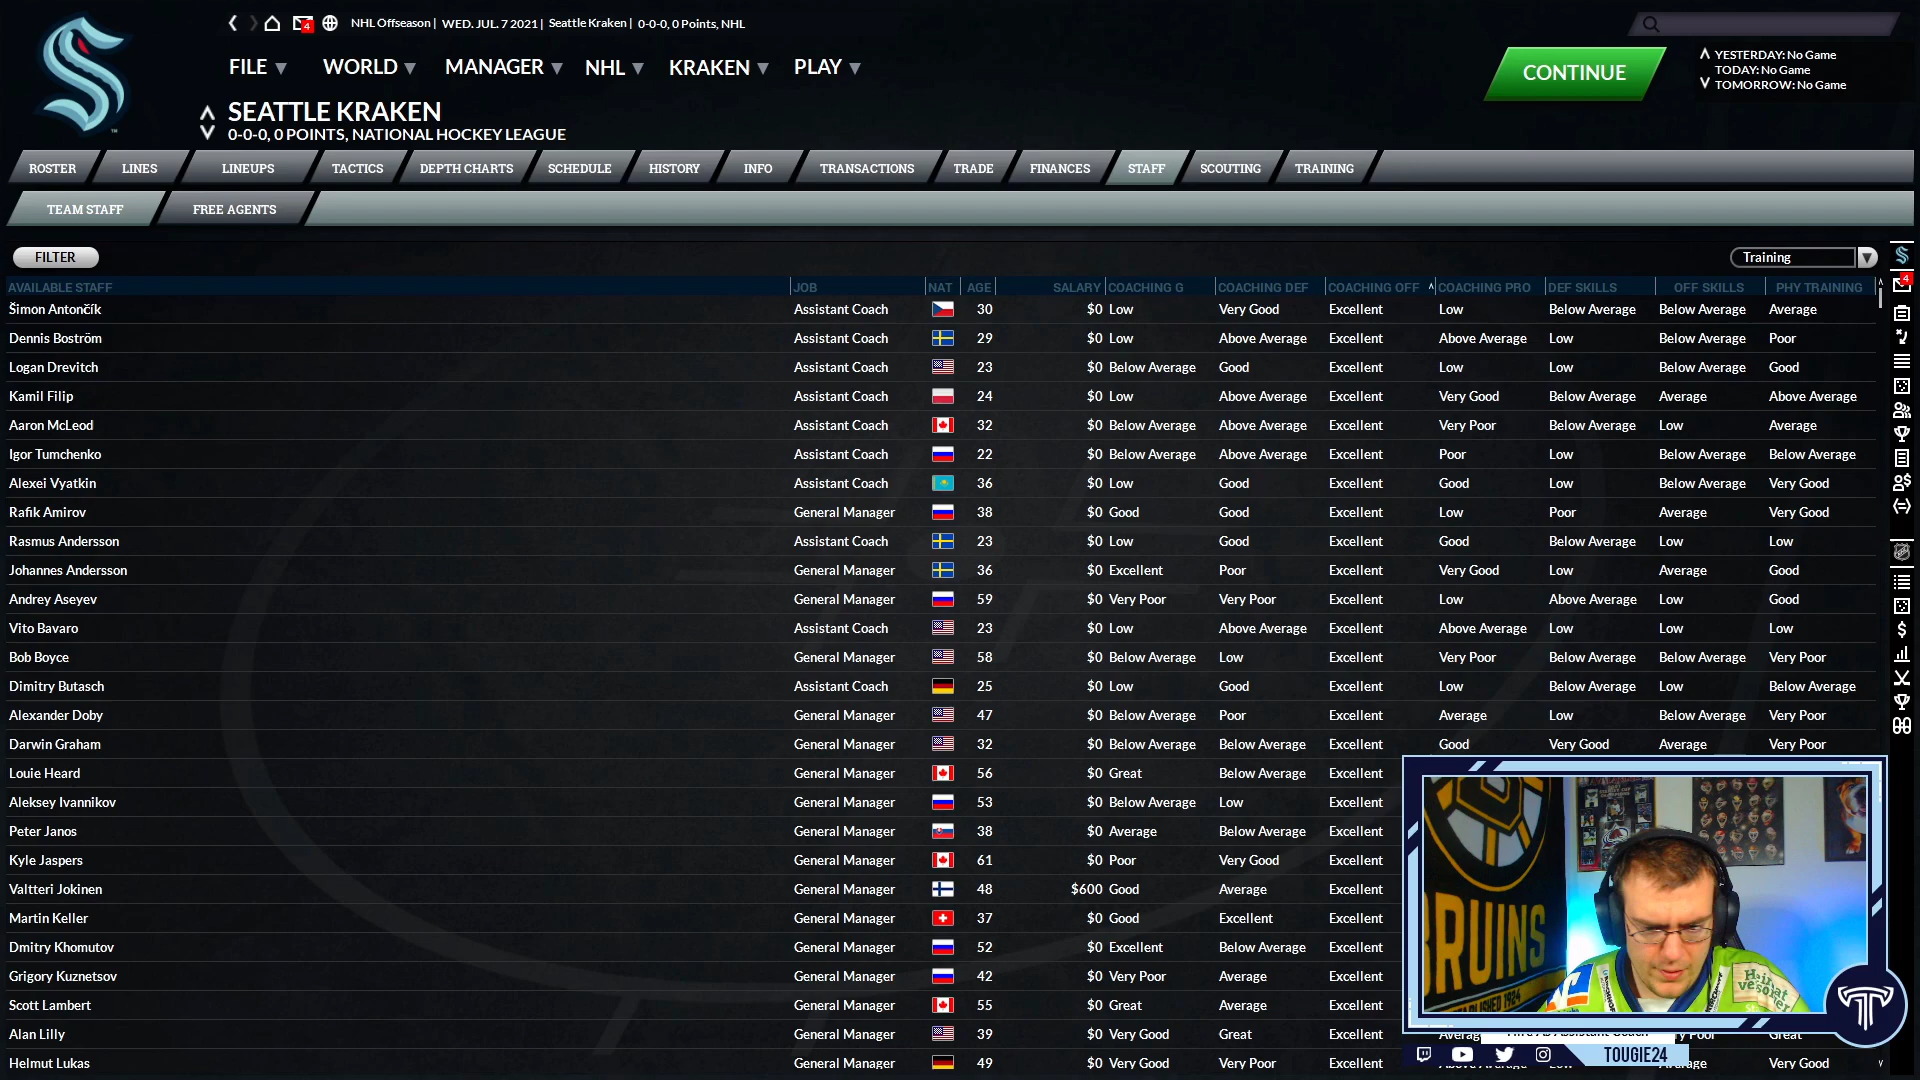 NHL Offseason | WED. JUL. 7 2021 | Seattle Kraken | 0-0-0, 0 Points, NHL
4
FILE WORLD MANAGER NHL KRAKEN PLAY
CONTINUE
YESTERDAY: No Game
TODAY: No Game
TOMORROW: No Game
SEATTLE KRAKEN
0-0-0, 0 POINTS, NATIONAL HOCKEY LEAGUE
ROSTER LINES LINEUPS TACTICS DEPTH CHARTS SCHEDULE HISTORY INFO TRANSACTIONS TRADE FINANCES STAFF SCOUTING TRAINING
TEAM STAFF FREE AGENTS
FILTER Training
4
AVAILABLE STAFF JOB NAT AGE SALARY COACHING G COACHING DEF COACHING OFF COACHING PRO DEF SKILLS OFF SKILLS PHY TRAINING
Šimon Antončík Assistant Coach 30 $0 Low Very Good Excellent Low Below Average Below Average Average
Dennis Boström Assistant Coach 29 $0 Low Above Average Excellent Above Average Low Below Average Poor
Logan Drevitch Assistant Coach 23 $0 Below Average Good Excellent Low Low Below Average Good
Kamil Filip Assistant Coach 24 $0 Low Above Average Excellent Very Good Below Average Average Above Average
Aaron McLeod Assistant Coach 32 $0 Below Average Above Average Excellent Very Poor Below Average Low Average
Igor Tumchenko Assistant Coach 22 $0 Below Average Above Average Excellent Poor Low Below Average Below Average
Alexei Vyatkin Assistant Coach 36 $0 Low Good Excellent Good Low Below Average Very Good
Rafik Amirov General Manager 38 $0 Good Good Excellent Low Poor Average Very Good
Rasmus Andersson Assistant Coach 23 $0 Low Good Excellent Good Below Average Low Low
Johannes Andersson General Manager 36 $0 Excellent Poor Excellent Very Good Low Average Good
Andrey Aseyev General Manager 59 $0 Very Poor Very Poor Excellent Low Above Average Low Good
Vito Bavaro Assistant Coach 23 $0 Low Above Average Excellent Above Average Low Low Low
Bob Boyce General Manager 58 $0 Below Average Low Excellent Very Poor Below Average Below Average Very Poor
Dimitry Butasch Assistant Coach 25 $0 Low Good Excellent Low Below Average Low Below Average
Alexander Doby General Manager 47 $0 Below Average Poor Excellent Average Low Below Average Very Poor
Darwin Graham General Manager 32 $0 Below Average Below Average Excellent Good Very Good Average Very Poor
Louie Heard General Manager 56 $0 Great Below Average Excellent
Aleksey Ivannikov General Manager 53 $0 Below Average Low Excellent
Peter Janos General Manager 38 $0 Average Below Average Excellent
Kyle Jaspers General Manager 61 $0 Poor Very Good Excellent
Valtteri Jokinen General Manager 48 $600 Good Average Excellent
Martin Keller General Manager 37 $0 Good Excellent Excellent
Dmitry Khomutov General Manager 52 $0 Excellent Below Average Excellent
Grigory Kuznetsov General Manager 42 $0 Very Poor Average Excellent
Scott Lambert General Manager 55 $0 Great Average Excellent
Alan Lilly General Manager 39 $0 Very Good Great Excellent
Helmut Lukas General Manager 49 $0 Very Good Very Poor Excellent Very Good
BRUINS
TOUGIE24